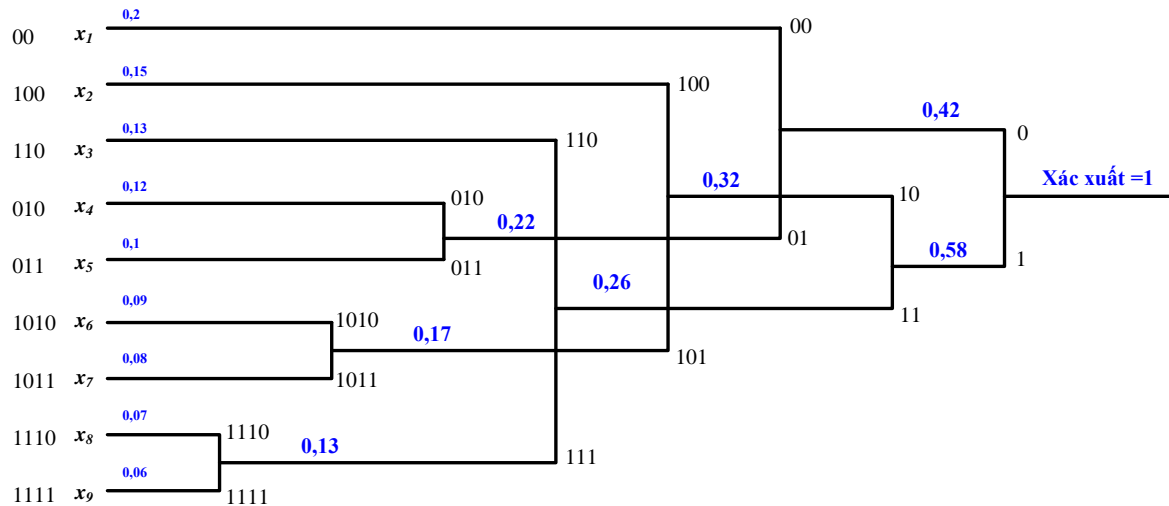 0,2
00 x1 00
0,15
100 x2 100
0,42
0,13 0
110 x3 110
0,12 0,32 Xác xuất =1
010 x4 010 10
0,22
0,1 01 0,58
011 x5 011 1
0,09 0,26
1010 x6 1010 11
0,17
0,08 101
1011 x7 1011
0,07
1110 x8 1110
0,13 111
0,06
1111 x9 1111